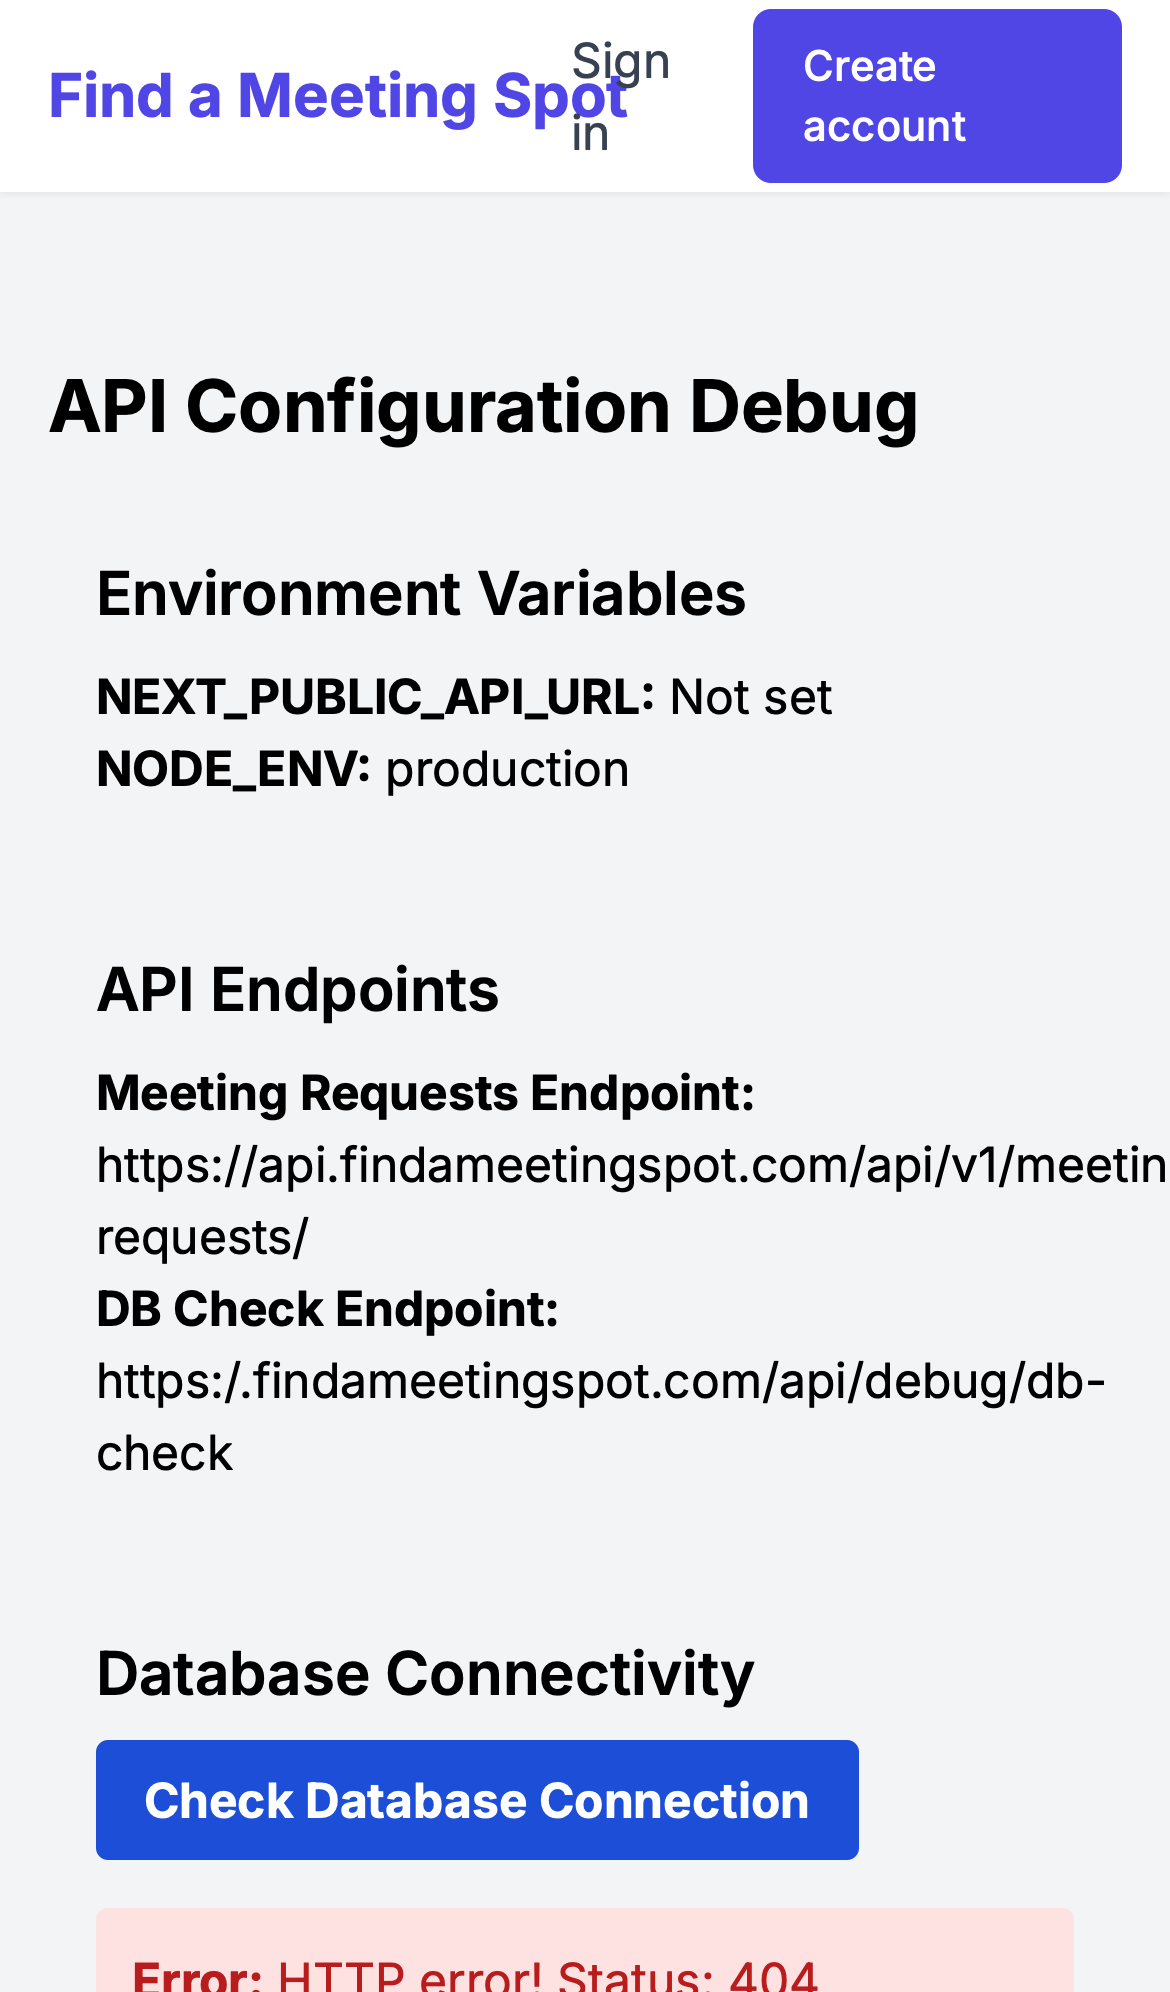 Find a Meeting Spot
Sign
in
Create
account
API Configuration Debug
Environment Variables
NEXT_PUBLIC_API_URL: Not set
NODE_ENV: production
API Endpoints
Meeting Requests Endpoint:
https://api.findameetingspot.com/api/v1/meetin
requests/
DB Check Endpoint:
https:/.findameetingspot.com/api/debug/db-
check
Database Connectivity
Check Database Connection
Error: HTTP error! Status: 404